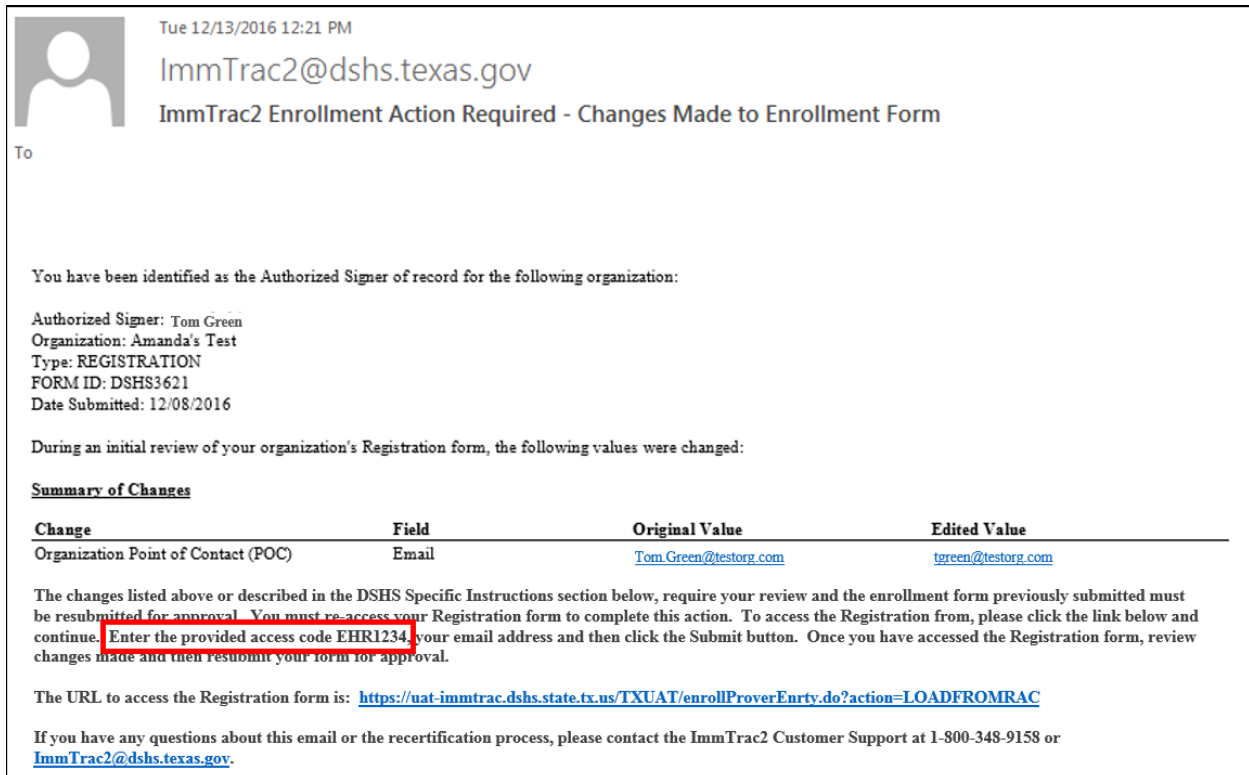 Tue 12/13/2016 12:21 PM
ImmTrac2@dshs.texas.gov
ImmTrac2 Enrollment Action Required - Changes Made to Enrollment Form
To
You have been identified as the Authorized Signer of record for the following organization:
Authorized Signer: Tom Green
Organization: Amanda's Test
Type: REGISTRATION
FORM ID: DSHS3621
Date Submitted: 12/08/2016
During an initial review of your organization's Registration form, the following values were changed:
Summary of Changes
Change Field Original Value Edited Value
Organization Point of Contact (POC) Email Tom.Green@testorg.com tgreen@testorg.com
The changes listed above or described in the DSHS Specific Instructions section below, require your review and the enrollment form previously submitted must
be resubmitted for approval. You must re-access your Registration form to complete this action. To access the Registration from, please click the link below and
continue. Enter the provided access code EHR1234, your email address and then click the Submit button. Once you have accessed the Registration form, review
changes made and then resubmit your form for approval.
The URL to access the Registration form is: https://uat-immtrac.dshs.state.tx.us/TXUAT/enrollProverEnrty.do?action=LOADFROMRAC
If you have any questions about this email or the recertification process, please contact the ImmTrac2 Customer Support at 1-800-348-9158 or
ImmTrac2@dshs.texas.gov.